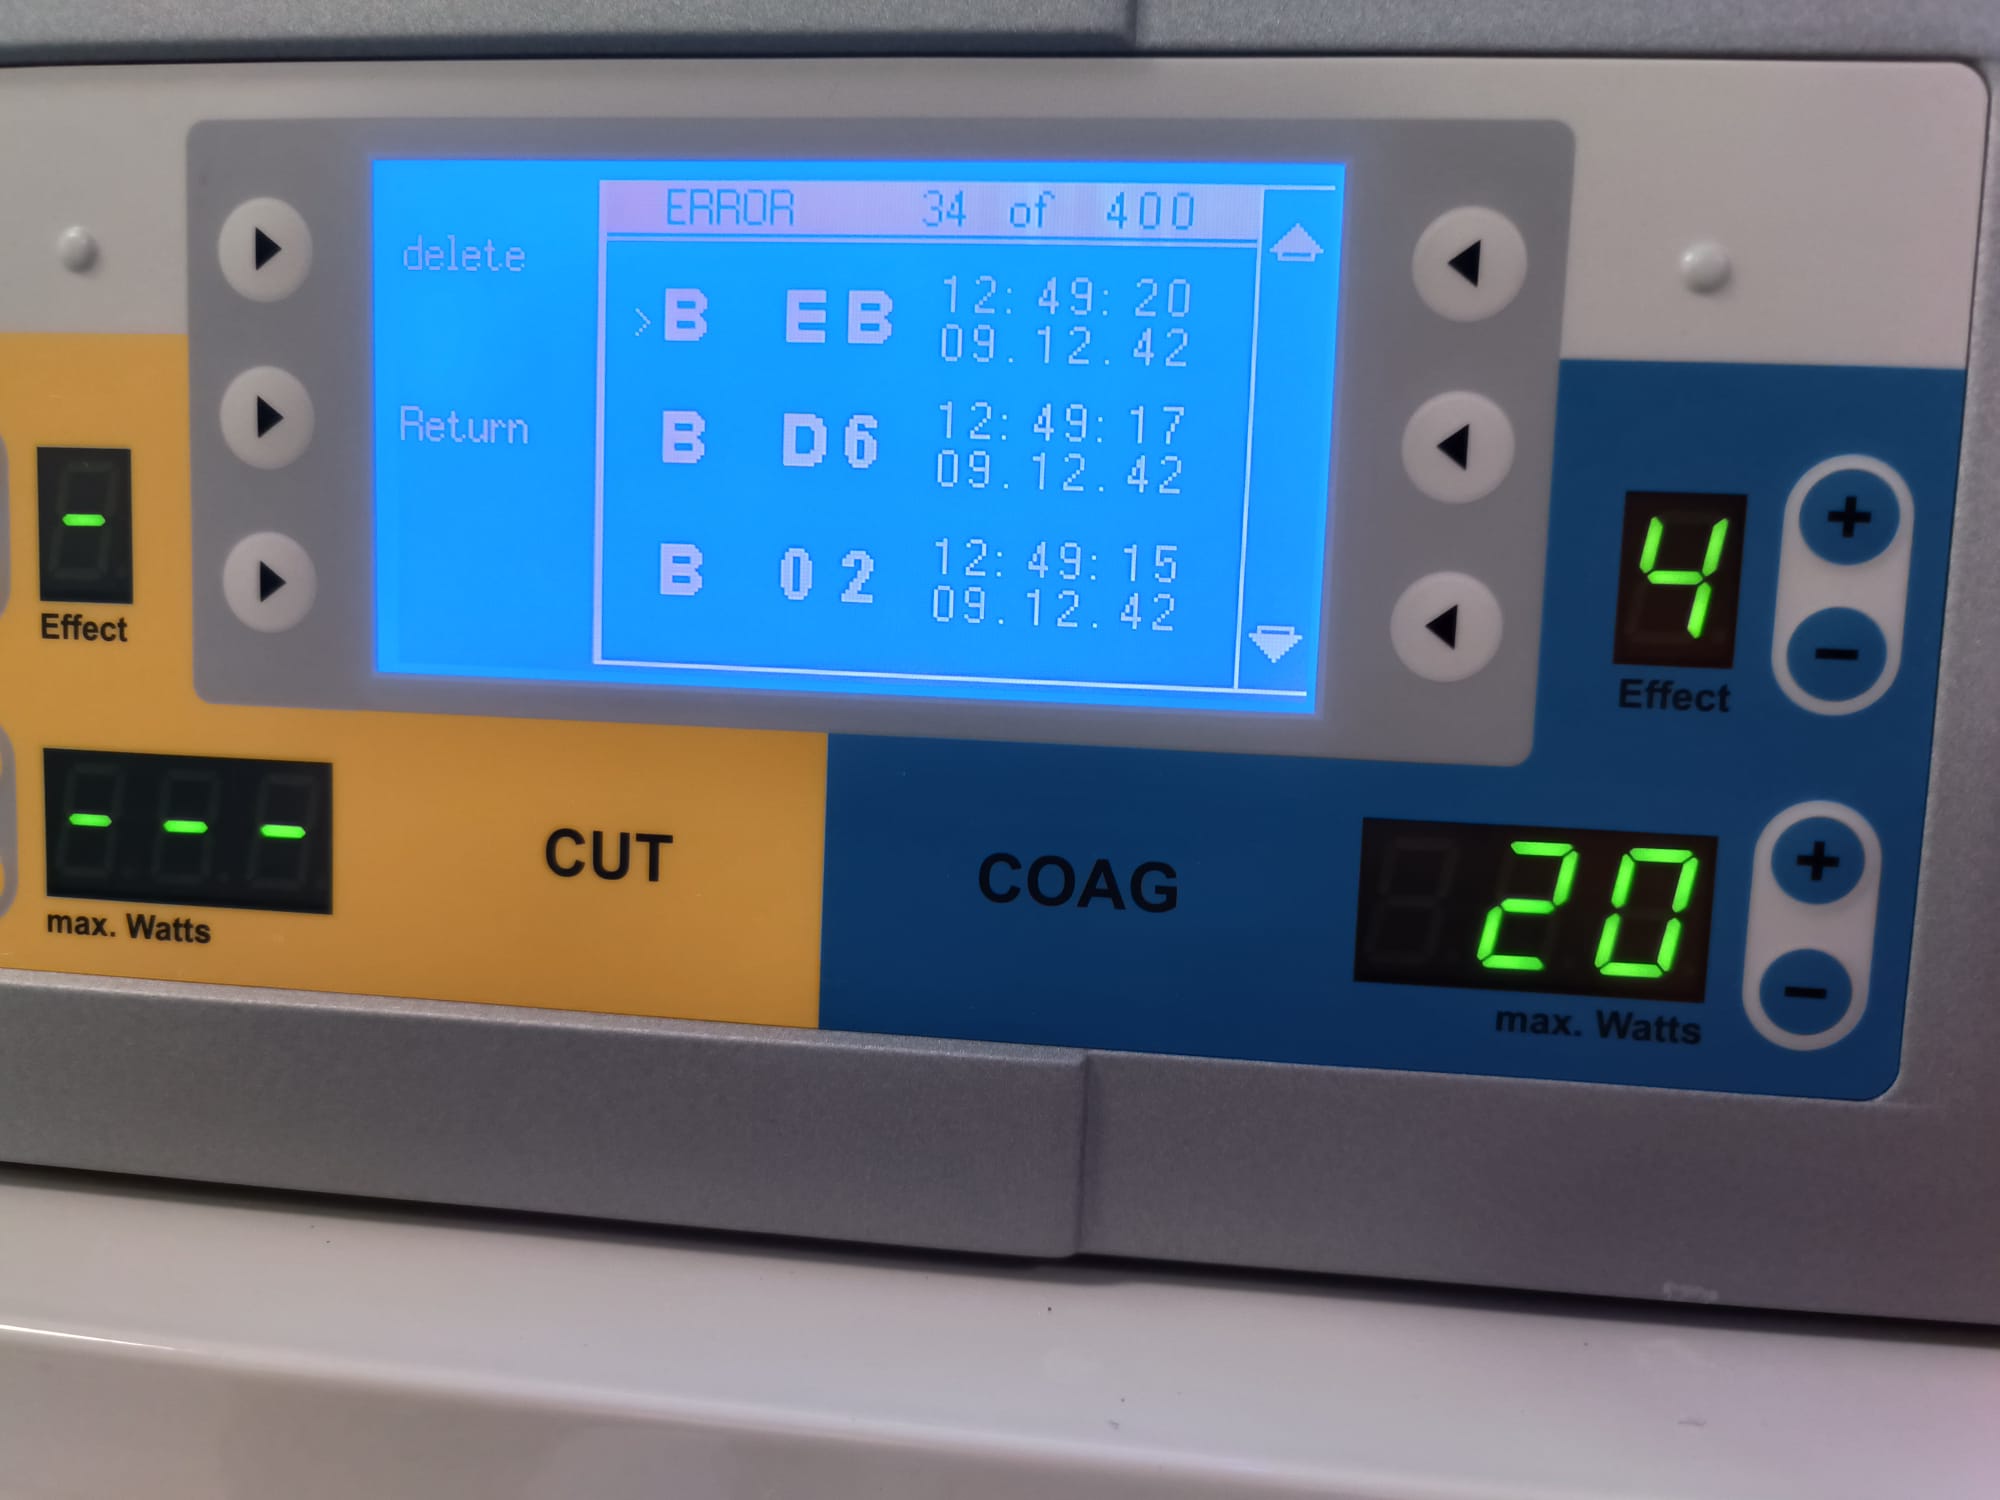 ERROR 34 of 400
delete
>B EB 12:49:20
09.12.42
Return
B D6 12:49:17
09.12.42
B 02 12:49:15
09.12.42
-
Effect
4
+
-
Effect
---
max. Watts
CUT
COAG
20
+
-
max. Watts